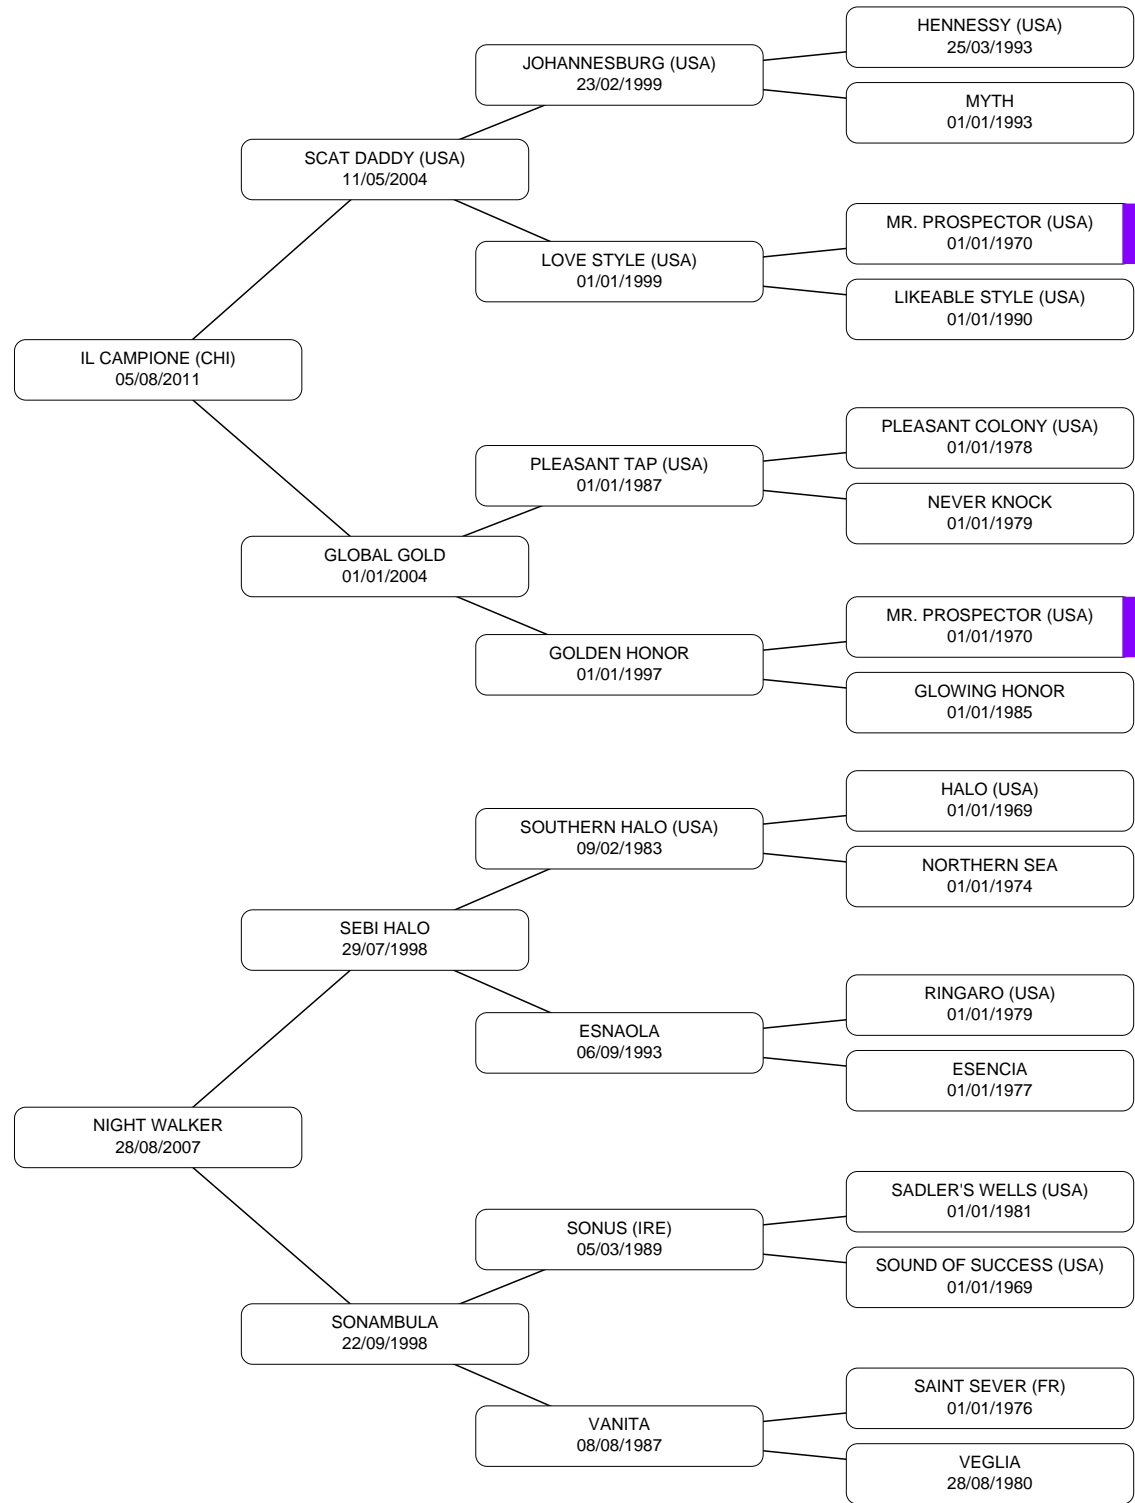 HENNESSY (USA)
25/03/1993
JOHANNESBURG (USA)
23/02/1999
MYTH
01/01/1993
SCAT DADDY (USA)
11/05/2004
MR. PROSPECTOR (USA)
01/01/1970
LOVE STYLE (USA)
01/01/1999
LIKEABLE STYLE (USA)
01/01/1990
IL CAMPIONE (CHI)
05/08/2011
PLEASANT COLONY (USA)
01/01/1978
PLEASANT TAP (USA)
01/01/1987
NEVER KNOCK
01/01/1979
GLOBAL GOLD
01/01/2004
MR. PROSPECTOR (USA)
01/01/1970
GOLDEN HONOR
01/01/1997
GLOWING HONOR
01/01/1985
HALO (USA)
01/01/1969
SOUTHERN HALO (USA)
09/02/1983
NORTHERN SEA
01/01/1974
SEBI HALO
29/07/1998
RINGARO (USA)
01/01/1979
ESNAOLA
06/09/1993
ESENCIA
01/01/1977
NIGHT WALKER
28/08/2007
SADLER'S WELLS (USA)
01/01/1981
SONUS (IRE)
05/03/1989
SOUND OF SUCCESS (USA)
01/01/1969
SONAMBULA
22/09/1998
SAINT SEVER (FR)
01/01/1976
VANITA
08/08/1987
VEGLIA
28/08/1980